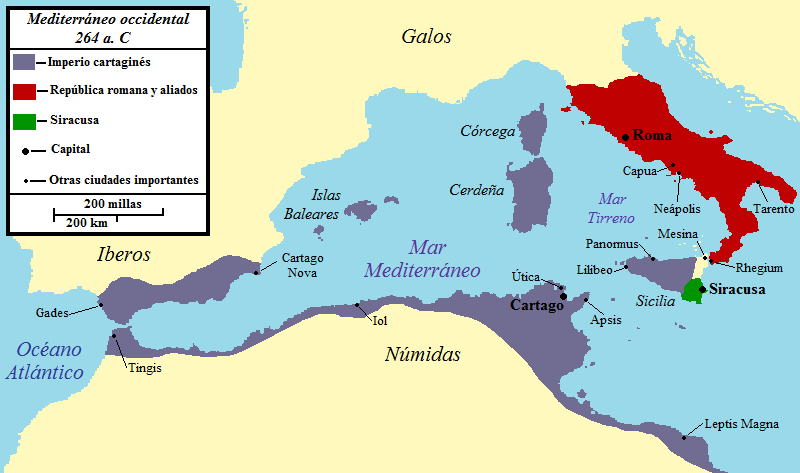 Mediterráneo occidental
264 a. C
Imperio cartaginés
República romana y aliados
Siracusa
Capital
Otras ciudades importantes
200 millas
200 km
Galos
Córcega
Roma
Capua
Cerdeña
Islas
Baleares
Mar
Tirreno
Neápolis
Tarento
Mesina
Iberos
Mar
Mediterráneo
Panormus
Cartago
Nova
Lilibeo
Rhegium
Útica
Siracusa
Cartago
Sicilia
Gades
Iol
Apsis
Océano
Atlántico
Númidas
Tingis
Leptis Magna